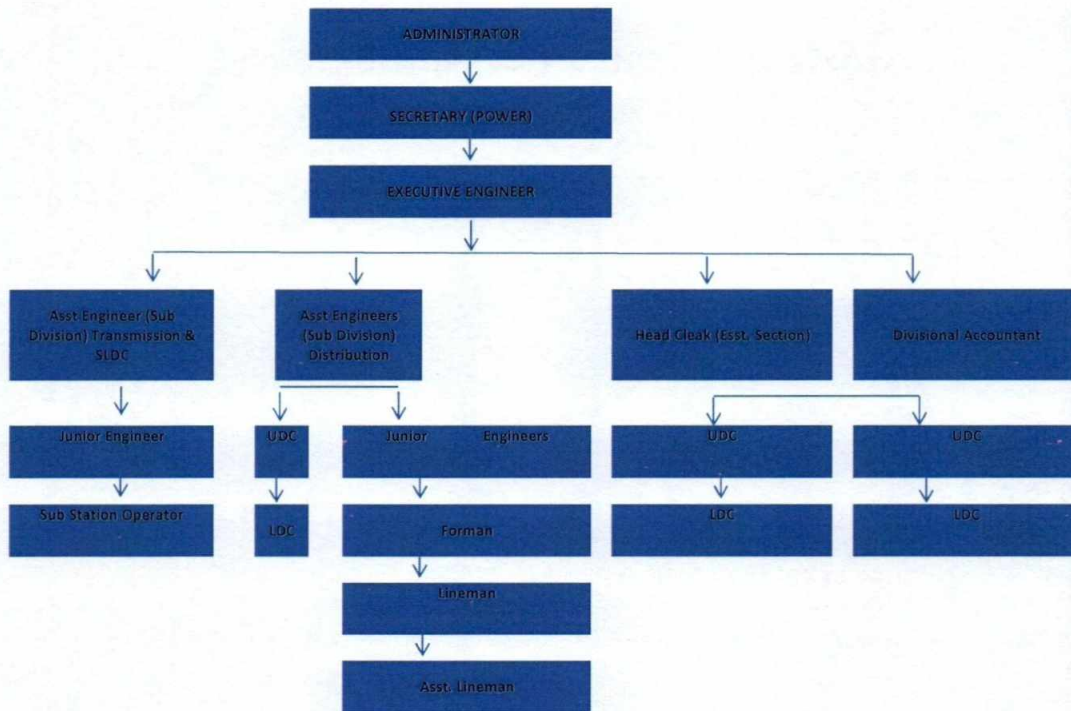 ADMINISTRATOR
SECRETARY (POWER)
EXECUTIVE ENGINEER
Asst Engineer (Sub
Division) Transmission &
SLDC
Asst Engineers
(Sub Division)
Distribution
Head Cleak (Esst. Section)
Divisional Accountant
Junior Engineer
UDC
Junior Engineers
UDC
UDC
Sub Station Operator
LDC
Forman
LDC
LDC
Lineman
Asst. Lineman